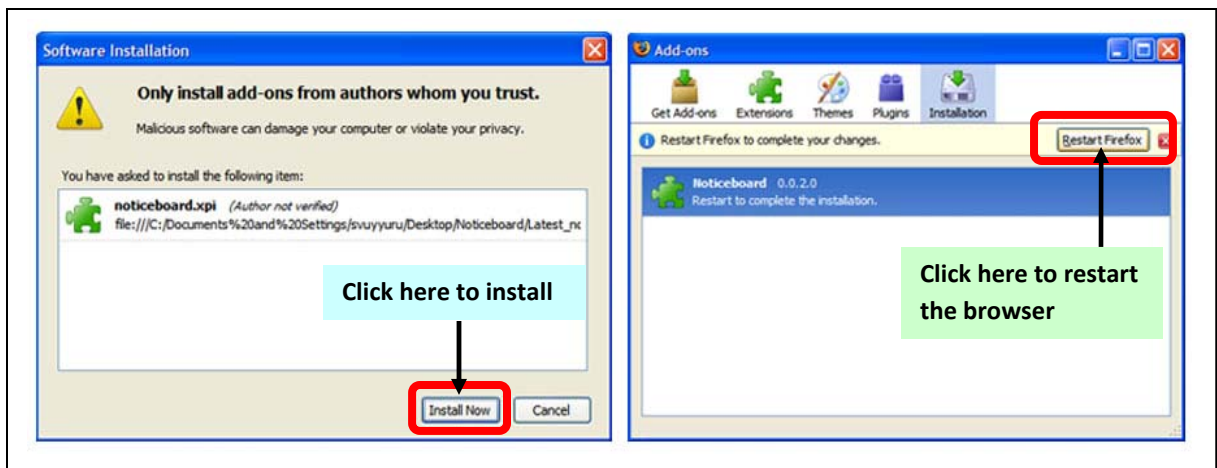 Software Installation
Only install add-ons from authors whom you trust.
Malicious software can damage your computer or violate your privacy.
You have asked to install the following item:
noticeboard.xpi (Author not verified)
file:///C:/Documents%20and%20Settings/svuyyuru/Desktop/Noticeboard/Latest_nc
Click here to install
Install Now Cancel
Add-ons
Get Add-ons Extensions Themes Plugins Installation
Restart Firefox to complete your changes. Restart Firefox
Noticeboard 0.0.2.0
Restart to complete the installation.
Click here to restart
the browser